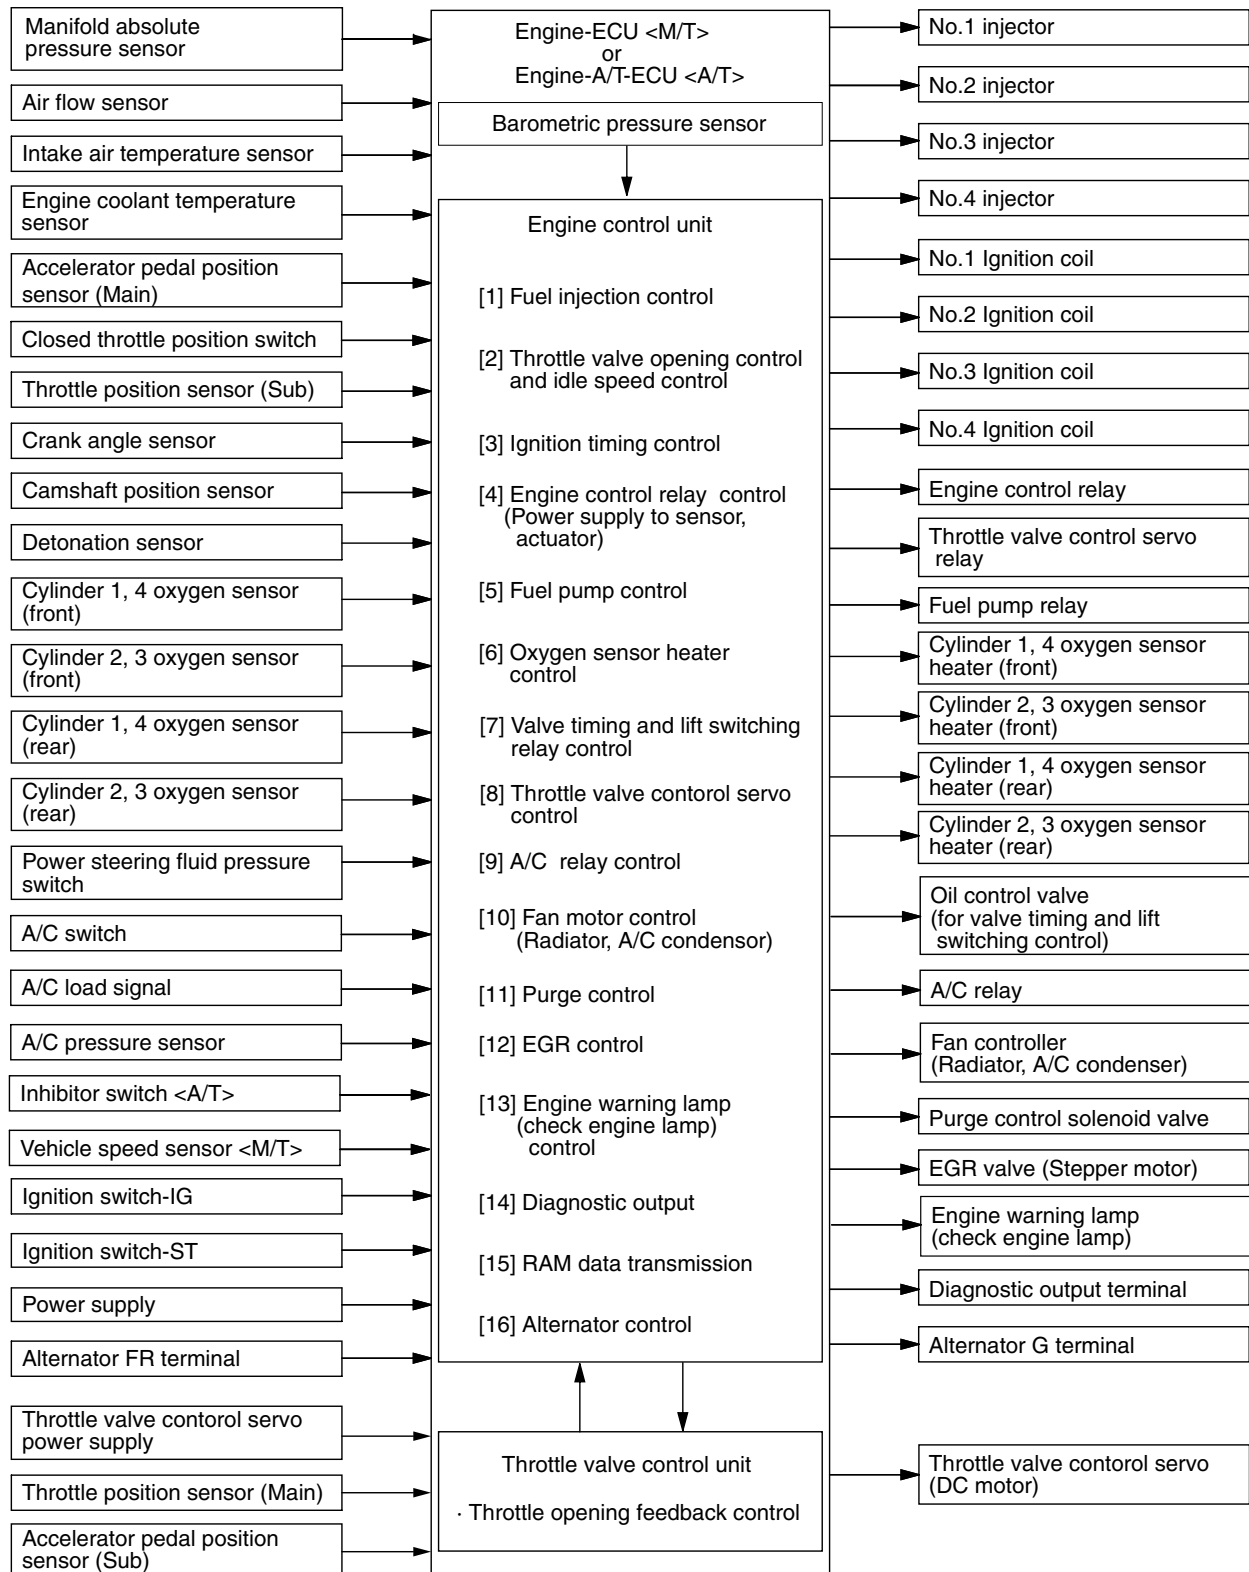 Manifold absolute
pressure sensor
Air flow sensor
Intake air temperature sensor
Engine coolant temperature
sensor
Accelerator pedal position
sensor (Main)
Closed throttle position switch
Throttle position sensor (Sub)
Crank angle sensor
Camshaft position sensor
Detonation sensor
Cylinder 1, 4 oxygen sensor
(front)
Cylinder 2, 3 oxygen sensor
(front)
Cylinder 1, 4 oxygen sensor
(rear)
Cylinder 2, 3 oxygen sensor
(rear)
Power steering fluid pressure
switch
A/C switch
A/C load signal
A/C pressure sensor
Inhibitor switch <A/T>
Vehicle speed sensor <M/T>
Ignition switch-IG
Ignition switch-ST
Power supply
Alternator FR terminal
Throttle valve contorol servo
power supply
Throttle position sensor (Main)
Accelerator pedal position
sensor (Sub)
Engine-ECU <M/T>
or
Engine-A/T-ECU <A/T>
Barometric pressure sensor
Engine control unit
[1] Fuel injection control
[2] Throttle valve opening control
and idle speed control
[3] Ignition timing control
[4] Engine control relay control
(Power supply to sensor,
actuator)
[5] Fuel pump control
[6] Oxygen sensor heater
control
[7] Valve timing and lift switching
relay control
[8] Throttle valve contorol servo
control
[9] A/C relay control
[10] Fan motor control
(Radiator, A/C condensor)
[11] Purge control
[12] EGR control
[13] Engine warning lamp
(check engine lamp)
control
[14] Diagnostic output
[15] RAM data transmission
[16] Alternator control
Throttle valve control unit
· Throttle opening feedback control
No.1 injector
No.2 injector
No.3 injector
No.4 injector
No.1 Ignition coil
No.2 Ignition coil
No.3 Ignition coil
No.4 Ignition coil
Engine control relay
Throttle valve control servo
relay
Fuel pump relay
Cylinder 1, 4 oxygen sensor
heater (front)
Cylinder 2, 3 oxygen sensor
heater (front)
Cylinder 1, 4 oxygen sensor
heater (rear)
Cylinder 2, 3 oxygen sensor
heater (rear)
Oil control valve
(for valve timing and lift
switching control)
A/C relay
Fan controller
(Radiator, A/C condenser)
Purge control solenoid valve
EGR valve (Stepper motor)
Engine warning lamp
(check engine lamp)
Diagnostic output terminal
Alternator G terminal
Throttle valve contorol servo
(DC motor)